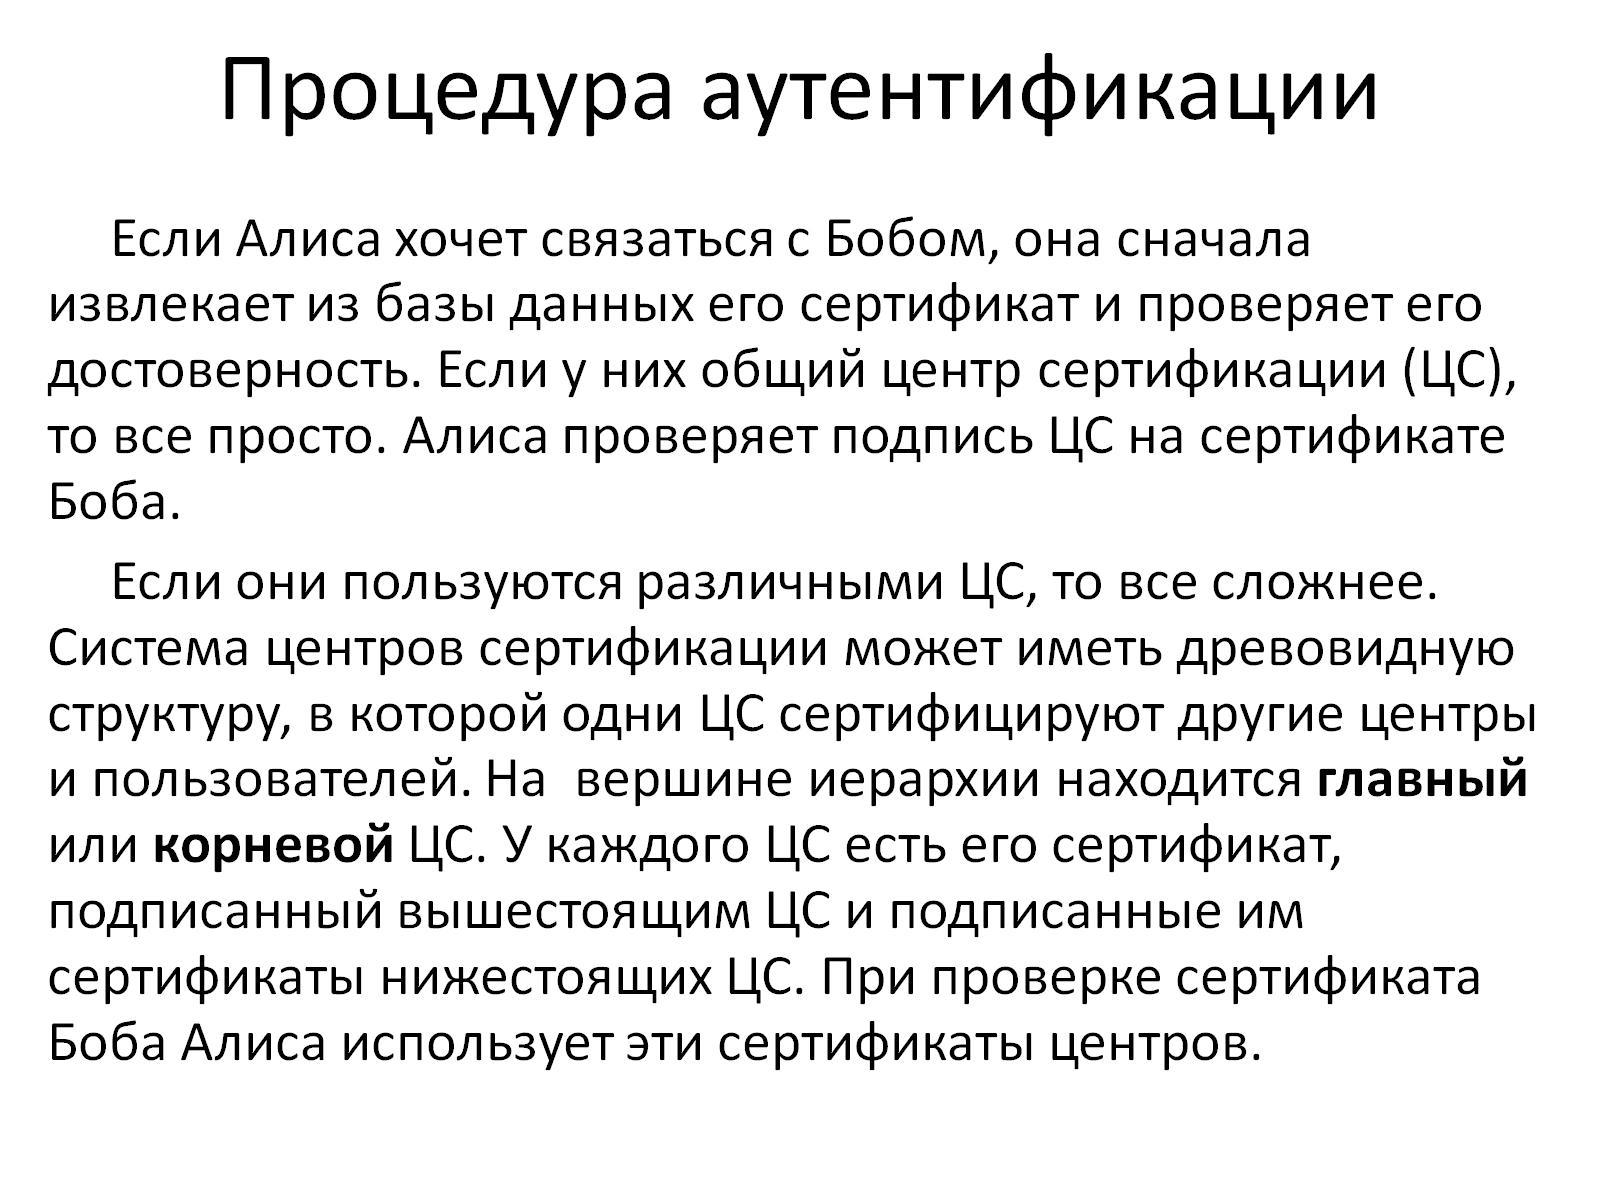 Процедура аутентификации
Если Алиса хочет связаться с Бобом, она сначала
извлекает из базы данных его сертификат и проверяет его
достоверность. Если у них общий центр сертификации (ЦС),
то все просто. Алиса проверяет подпись ЦС на сертификате
Боба.
Если они пользуются различными ЦС, то все сложнее.
Система центров сертификации может иметь древовидную
структуру, в которой одни ЦС сертифицируют другие центры
и пользователей. На  вершине иерархии находится главный
или корневой ЦС. У каждого ЦС есть его сертификат,
подписанный вышестоящим ЦС и подписанные им
сертификаты нижестоящих ЦС. При проверке сертификата
Боба Алиса использует эти сертификаты центров.